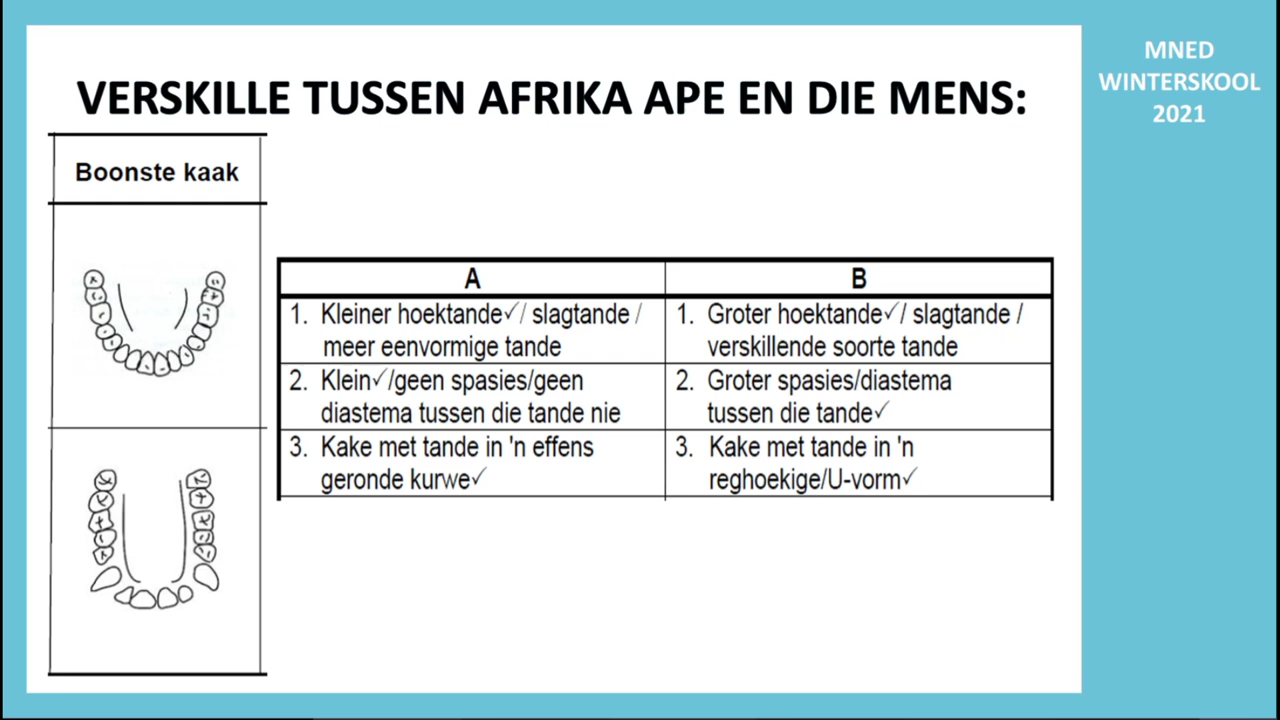 VERSKILLE TUSSEN AFRIKA APE EN DIE MENS:
MNED
WINTERSKOOL
2021
Boonste kaak
A
B
1. Kleiner hoektande✓/ slagtande /
meer eenvormige tande
1. Groter hoektande✓/ slagtande /
verskillende soorte tande
2. Klein✓/geen spasies/geen
diastema tussen die tande nie
2. Groter spasies/diastema
tussen die tande✓
3. Kake met tande in 'n effens
geronde kurwe✓
3. Kake met tande in 'n
reghoekige/U-vorm✓